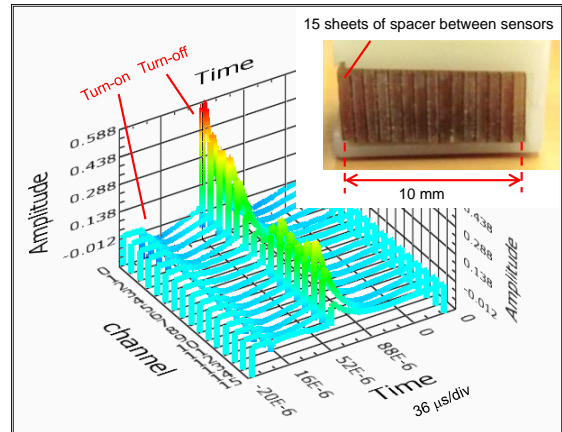 15 sheets of spacer between sensors
10 mm
Turn-on
Turn-off
Time
Amplitude
0.588
0.438
0.288
0.138
-0.012
channel
-20E-6
16E-6
52E-6
88E-6
0
Time
36 μs/div
0
0.438
0.288
0.138
-0.012
Amplitude